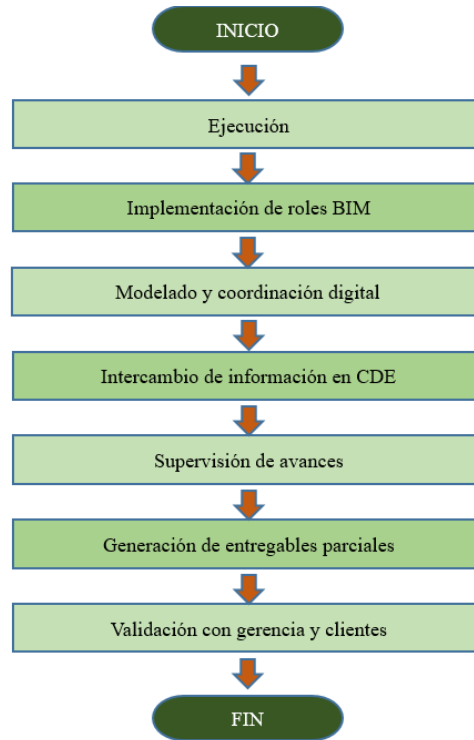 INICIO
Ejecución
Implementación de roles BIM
Modelado y coordinación digital
Intercambio de información en CDE
Supervisión de avances
Generación de entregables parciales
Validación con gerencia y clientes
FIN